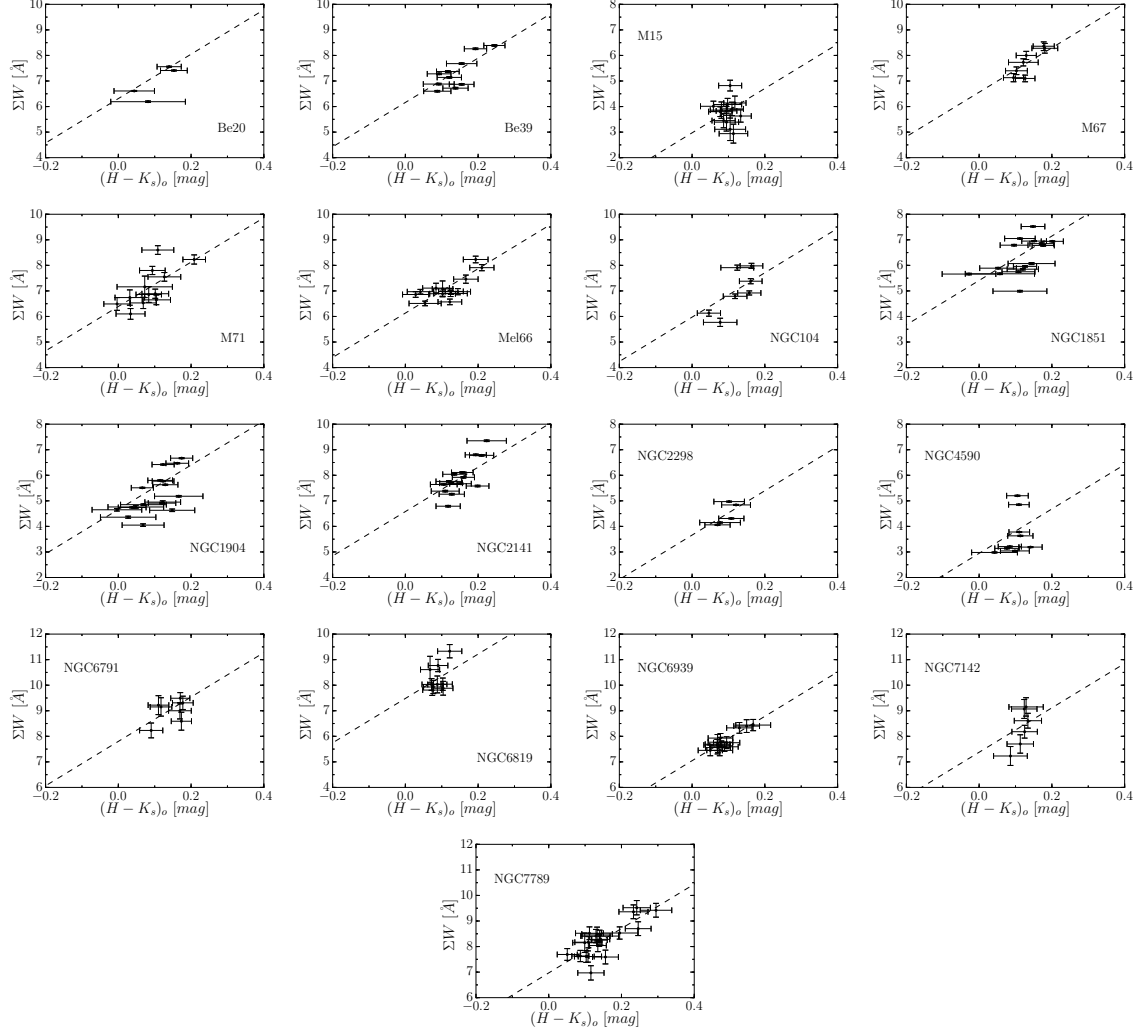 10
9
8
7
6
5
4
ΣW [Å]
Be20
−0.2 0.0 0.2 0.4
(H − Kₛ)ₒ [mag]
10
9
8
7
6
5
4
ΣW [Å]
Be39
−0.2 0.0 0.2 0.4
(H − Kₛ)ₒ [mag]
8
7
6
5
4
3
2
ΣW [Å]
M15
−0.2 0.0 0.2 0.4
(H − Kₛ)ₒ [mag]
10
9
8
7
6
5
4
ΣW [Å]
M67
−0.2 0.0 0.2 0.4
(H − Kₛ)ₒ [mag]
10
9
8
7
6
5
4
ΣW [Å]
M71
−0.2 0.0 0.2 0.4
(H − Kₛ)ₒ [mag]
10
9
8
7
6
5
4
ΣW [Å]
Mel66
−0.2 0.0 0.2 0.4
(H − Kₛ)ₒ [mag]
10
9
8
7
6
5
4
ΣW [Å]
NGC104
−0.2 0.0 0.2 0.4
(H − Kₛ)ₒ [mag]
8
7
6
5
4
3
2
ΣW [Å]
NGC1851
−0.2 0.0 0.2 0.4
(H − Kₛ)ₒ [mag]
8
7
6
5
4
3
2
ΣW [Å]
NGC1904
−0.2 0.0 0.2 0.4
(H − Kₛ)ₒ [mag]
10
9
8
7
6
5
4
ΣW [Å]
NGC2141
−0.2 0.0 0.2 0.4
(H − Kₛ)ₒ [mag]
8
7
6
5
4
3
2
ΣW [Å]
NGC2298
−0.2 0.0 0.2 0.4
(H − Kₛ)ₒ [mag]
8
7
6
5
4
3
2
ΣW [Å]
NGC4590
−0.2 0.0 0.2 0.4
(H − Kₛ)ₒ [mag]
12
11
10
9
8
7
6
ΣW [Å]
NGC6791
−0.2 0.0 0.2 0.4
(H − Kₛ)ₒ [mag]
10
9
8
7
6
5
4
ΣW [Å]
NGC6819
−0.2 0.0 0.2 0.4
(H − Kₛ)ₒ [mag]
12
11
10
9
8
7
6
ΣW [Å]
NGC6939
−0.2 0.0 0.2 0.4
(H − Kₛ)ₒ [mag]
12
11
10
9
8
7
6
ΣW [Å]
NGC7142
−0.2 0.0 0.2 0.4
(H − Kₛ)ₒ [mag]
12
11
10
9
8
7
6
ΣW [Å]
NGC7789
−0.2 0.0 0.2 0.4
(H − Kₛ)ₒ [mag]